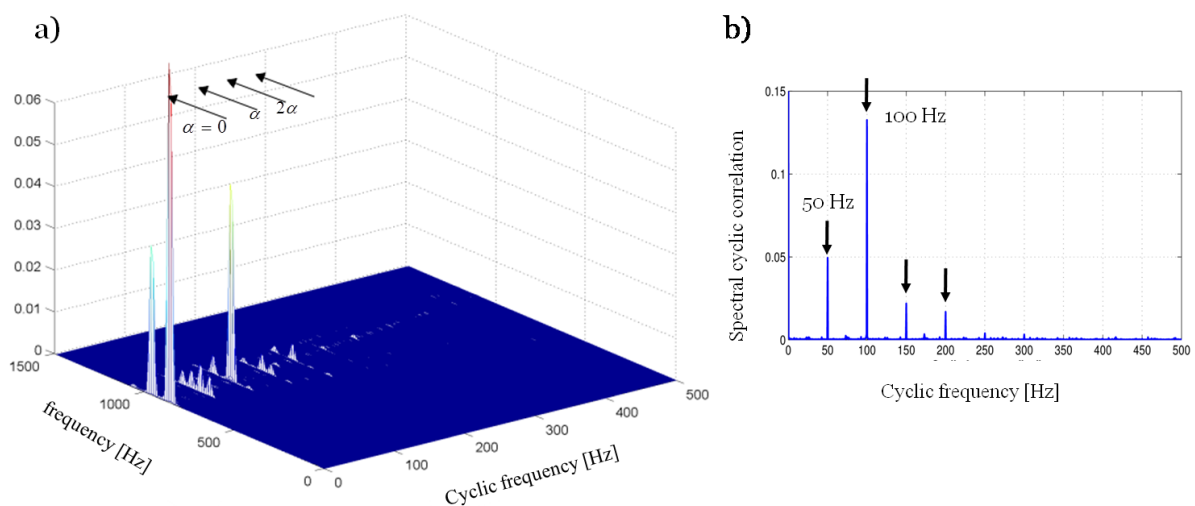 a)
α = 0
α
2α
0.06
0.05
0.04
0.03
0.02
0.01
0
1500
1000
500
0
frequency [Hz]
0
100
200
300
400
500
Cyclic frequency [Hz]
b)
0.15
0.1
0.05
0
Spectral cyclic correlation
50 Hz
100 Hz
0 50 100 150 200 250 300 350 400 450 500
Cyclic frequency [Hz]